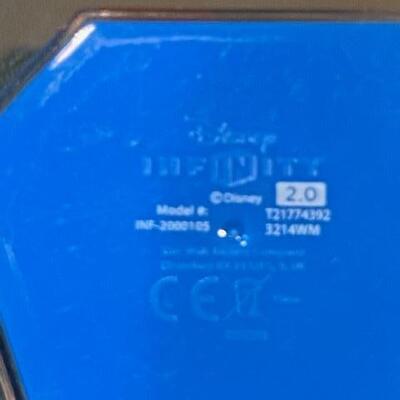 Disney
INFINITY
©Disney 2.0
Model #: T21774392
INF-2000105 3214WM
CE